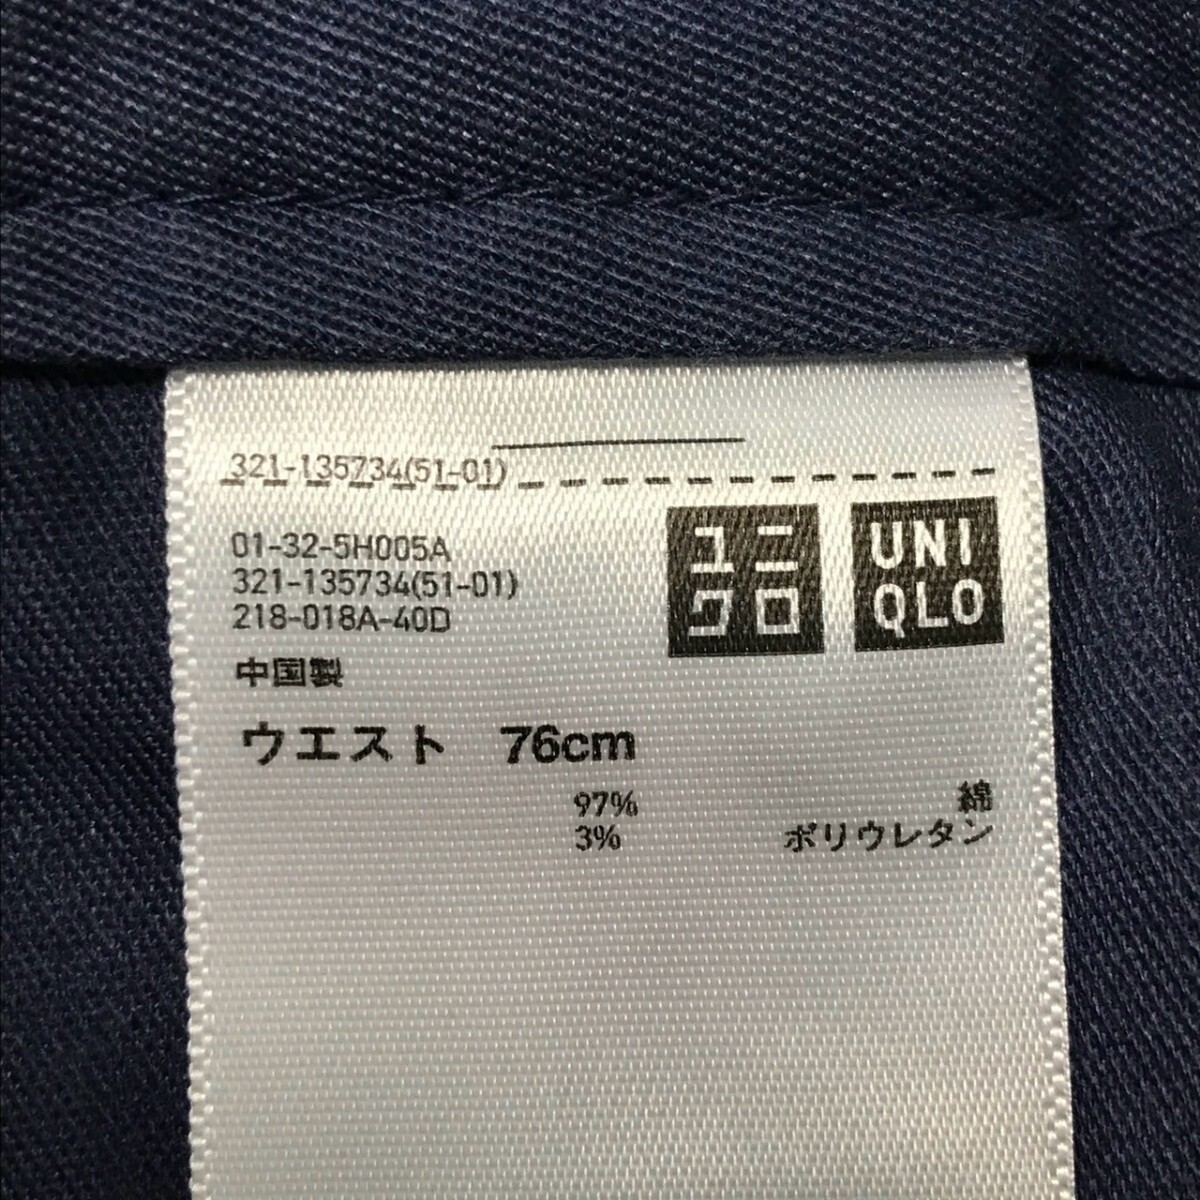 321-135734(51-01)
01-32-5H005A
321-135734(51-01)
218-018A-40D
中国製
ユニ
クロ
UNI
QLO
ウエスト 76cm
97% 綿
3% ポリウレタン